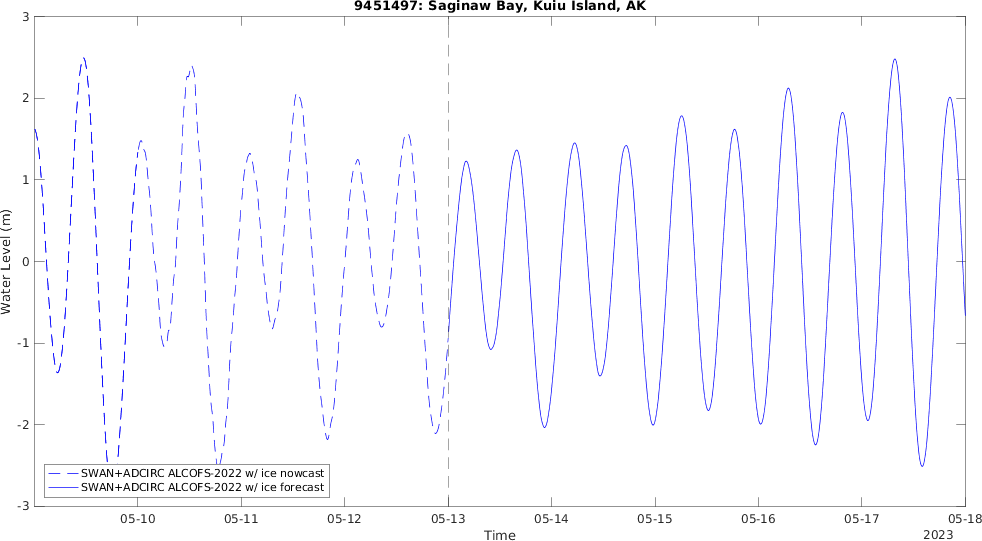 9451497: Saginaw Bay, Kuiu Island, AK
3
2
1
0
-1
-2
-3
Water Level (m)
SWAN+ADCIRC ALCOFS-2022 w/ ice nowcast
SWAN+ADCIRC ALCOFS-2022 w/ ice forecast
05-10 05-11 05-12 05-13 05-14 05-15 05-16 05-17 05-18
Time
2023